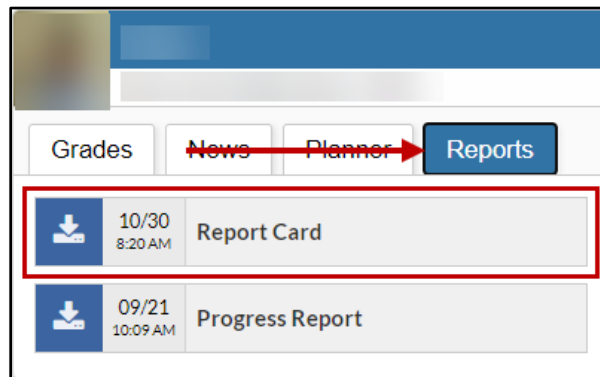 Grades News Planner Reports
10/30
8:20 AM
Report Card
09/21
10:09 AM
Progress Report